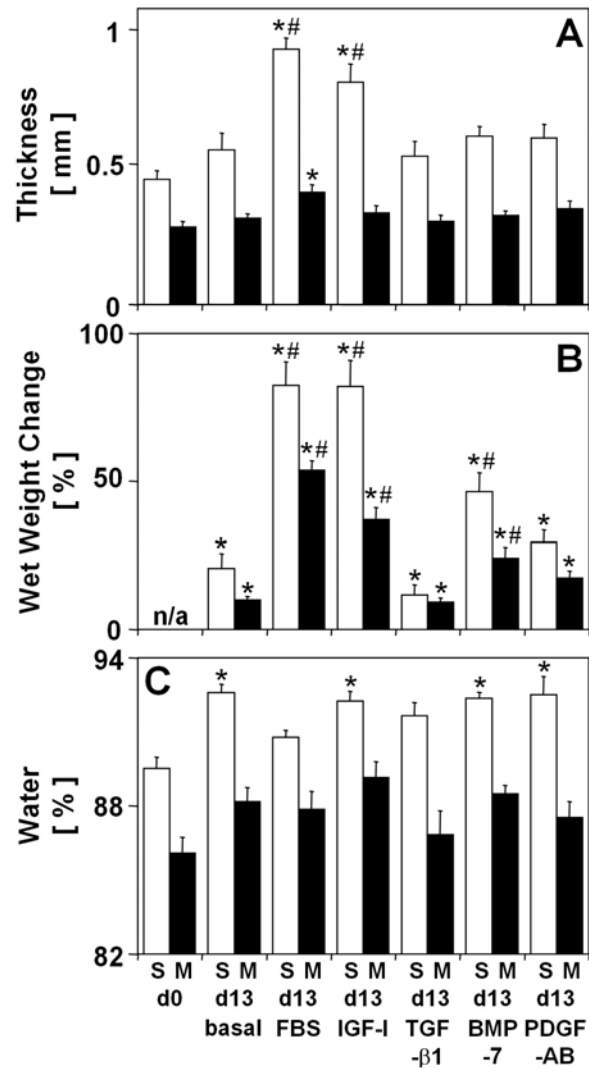 A
Thickness
[ mm ]
1
0.5
0
*# *#
*
B
Wet Weight Change
[ % ]
100
50
0
n/a
*# *#
*# *#
*# *#
* * * * * *
C
Water
[ % ]
94
88
82
* * * *
S M S M S M S M S M S M S M
d0 d13 d13 d13 d13 d13 d13
basal FBS IGF-I TGF BMP PDGF
-β1 -7 -AB